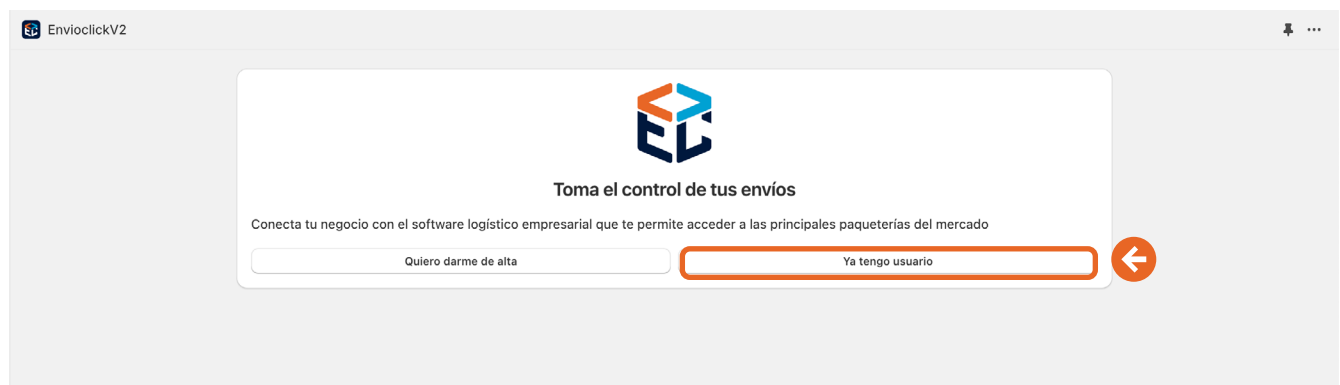 EnvioclickV2
EC
Toma el control de tus envíos
Conecta tu negocio con el software logístico empresarial que te permite acceder a las principales paqueterías del mercado
Quiero darme de alta
Ya tengo usuario